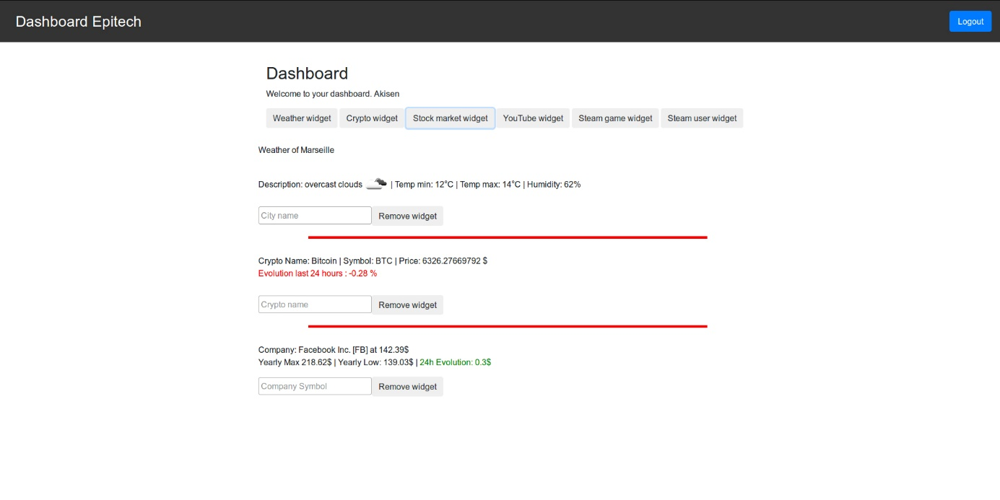 Dashboard Epitech
Logout
Dashboard
Welcome to your dashboard. Akisen
Weather widget Crypto widget Stock market widget YouTube widget Steam game widget Steam user widget
Weather of Marseille
Description: overcast clouds | Temp min: 12°C | Temp max: 14°C | Humidity: 62%
City name Remove widget
Crypto Name: Bitcoin | Symbol: BTC | Price: 6326.27669792 $
Evolution last 24 hours : -0.28 %
Crypto name Remove widget
Company: Facebook Inc. [FB] at 142.39$
Yearly Max 218.62$ | Yearly Low: 139.03$ | 24h Evolution: 0.3$
Company Symbol Remove widget